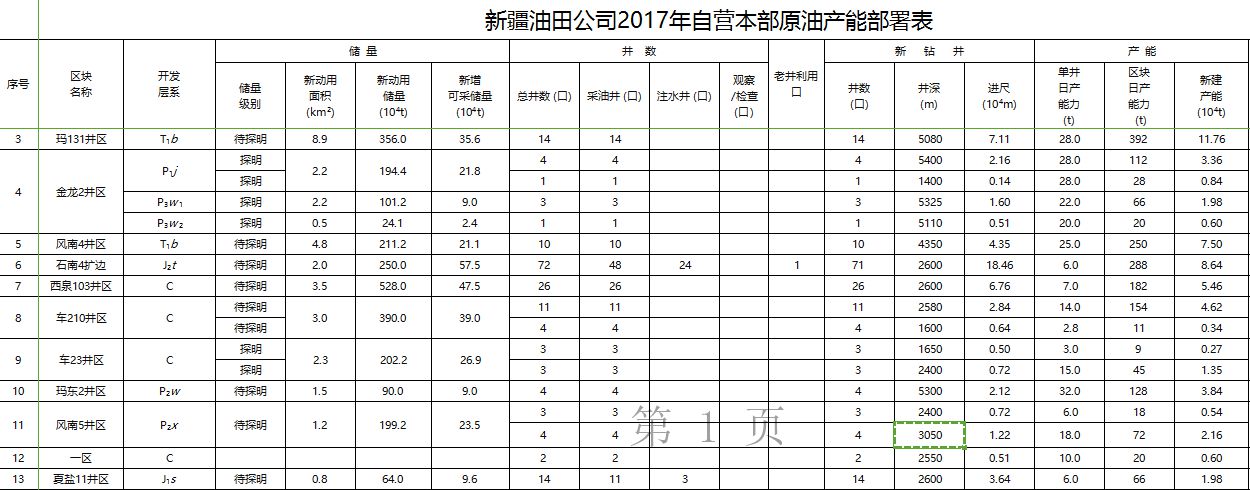 新疆油田公司2017年自营本部原油产能部署表
序号 区块名称 开发层系 储 量 井 数 老井利用口 新 钻 井 产 能
储量级别 新动用面积(km²) 新动用储量(10⁴t) 新增可采储量(10⁴t) 总井数(口) 采油井(口) 注水井(口) 观察/检查(口) 井数(口) 井深(m) 进尺(10⁴m) 单井日产能力(t) 区块日产能力(t) 新建产能(10⁴t)
3 玛131井区 T₁b 待探明 8.9 356.0 35.6 14 14 14 5080 7.11 28.0 392 11.76
4 金龙2井区 P₁j 探明 2.2 194.4 21.8 4 4 4 5400 2.16 28.0 112 3.36
探明 1 1 1 1400 0.14 28.0 28 0.84
P₃w₁ 探明 2.2 101.2 9.0 3 3 3 5325 1.60 22.0 66 1.98
P₃w₂ 探明 0.5 24.1 2.4 1 1 1 5110 0.51 20.0 20 0.60
5 风南4井区 T₁b 待探明 4.8 211.2 21.1 10 10 10 4350 4.35 25.0 250 7.50
6 石南4扩边 J₂t 待探明 2.0 250.0 57.5 72 48 24 1 71 2600 18.46 6.0 288 8.64
7 西泉103井区 C 待探明 3.5 528.0 47.5 26 26 26 2600 6.76 7.0 182 5.46
8 车210井区 C 待探明 3.0 390.0 39.0 11 11 11 2580 2.84 14.0 154 4.62
待探明 4 4 4 1600 0.64 2.8 11 0.34
9 车23井区 C 探明 2.3 202.2 26.9 3 3 3 1650 0.50 3.0 9 0.27
探明 3 3 3 2400 0.72 15.0 45 1.35
10 玛东2井区 P₂w 待探明 1.5 90.0 9.0 4 4 4 5300 2.12 32.0 128 3.84
11 风南5井区 P₂x 待探明 1.2 199.2 23.5 3 3 3 2400 0.72 6.0 18 0.54
4 4 4 3050 1.22 18.0 72 2.16
第 1 页
12 一区 C 2 2 2 2550 0.51 10.0 20 0.60
13 夏盐11井区 J₁s 待探明 0.8 64.0 9.6 14 11 3 14 2600 3.64 6.0 66 1.98